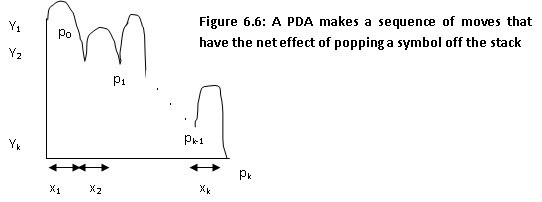 Figure 6.6: A PDA makes a sequence of moves that
have the net effect of popping a symbol off the stack
Y1
p0
Y2
p1
. . .
pk-1
Yk
pk
x1 x2 xk